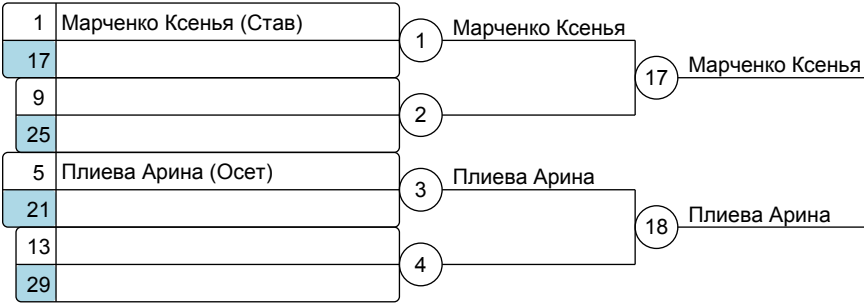 1 Марченко Ксенья (Став)
1 Марченко Ксенья
17
17 Марченко Ксенья
9
2
25
5 Плиева Арина (Осет)
3 Плиева Арина
21
18 Плиева Арина
13
4
29